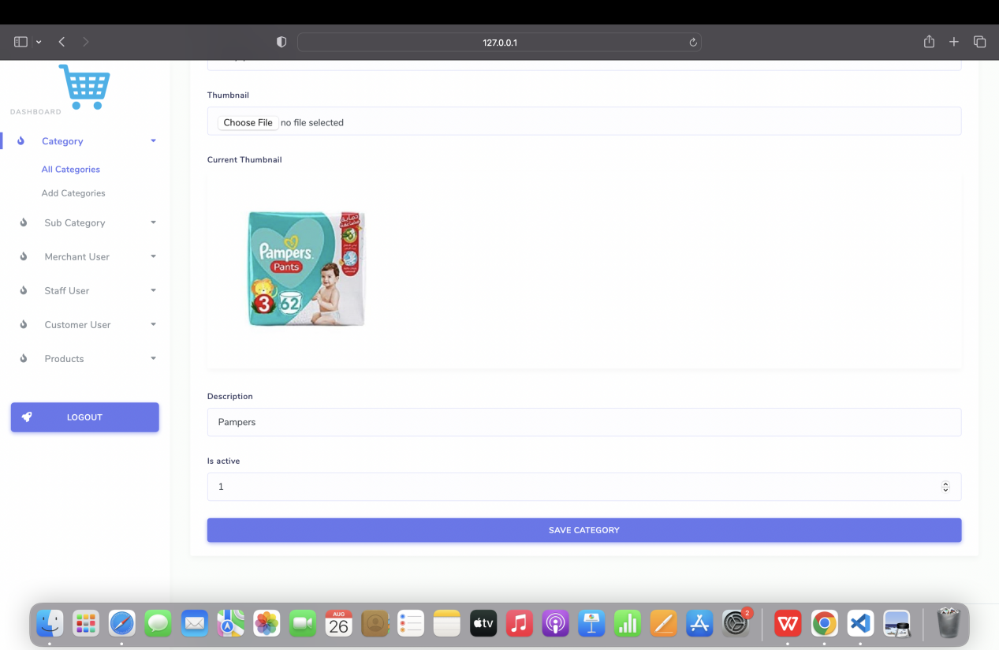 127.0.0.1
DASHBOARD
Category
All Categories
Add Categories
Sub Category
Merchant User
Staff User
Customer User
Products
LOGOUT
Thumbnail
Choose File no file selected
Current Thumbnail
Pampers.
Pants
3
62
حماية
مضاعفة
Description
Pampers
Is active
1
SAVE CATEGORY
AUG
26
tv
2